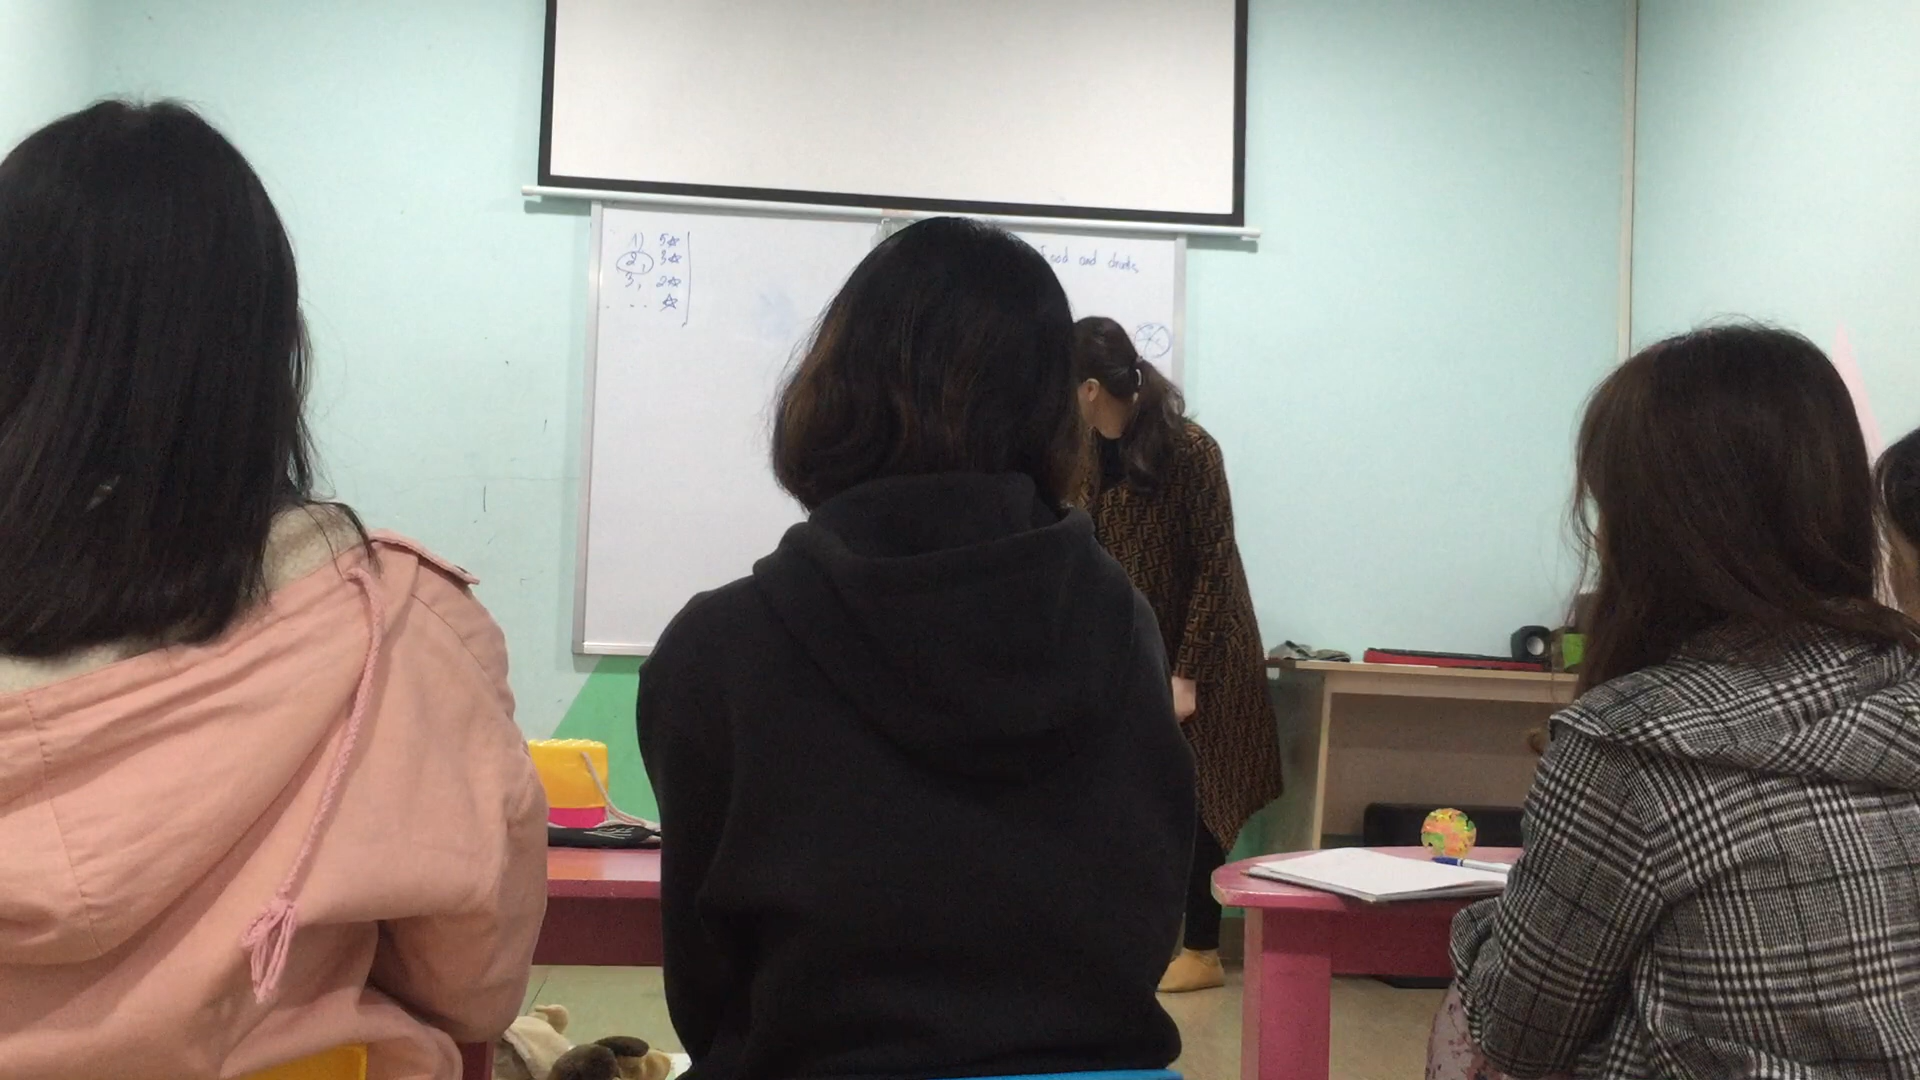 1) 5☆
2, 3☆
3, 2☆
... ☆
Food and drinks